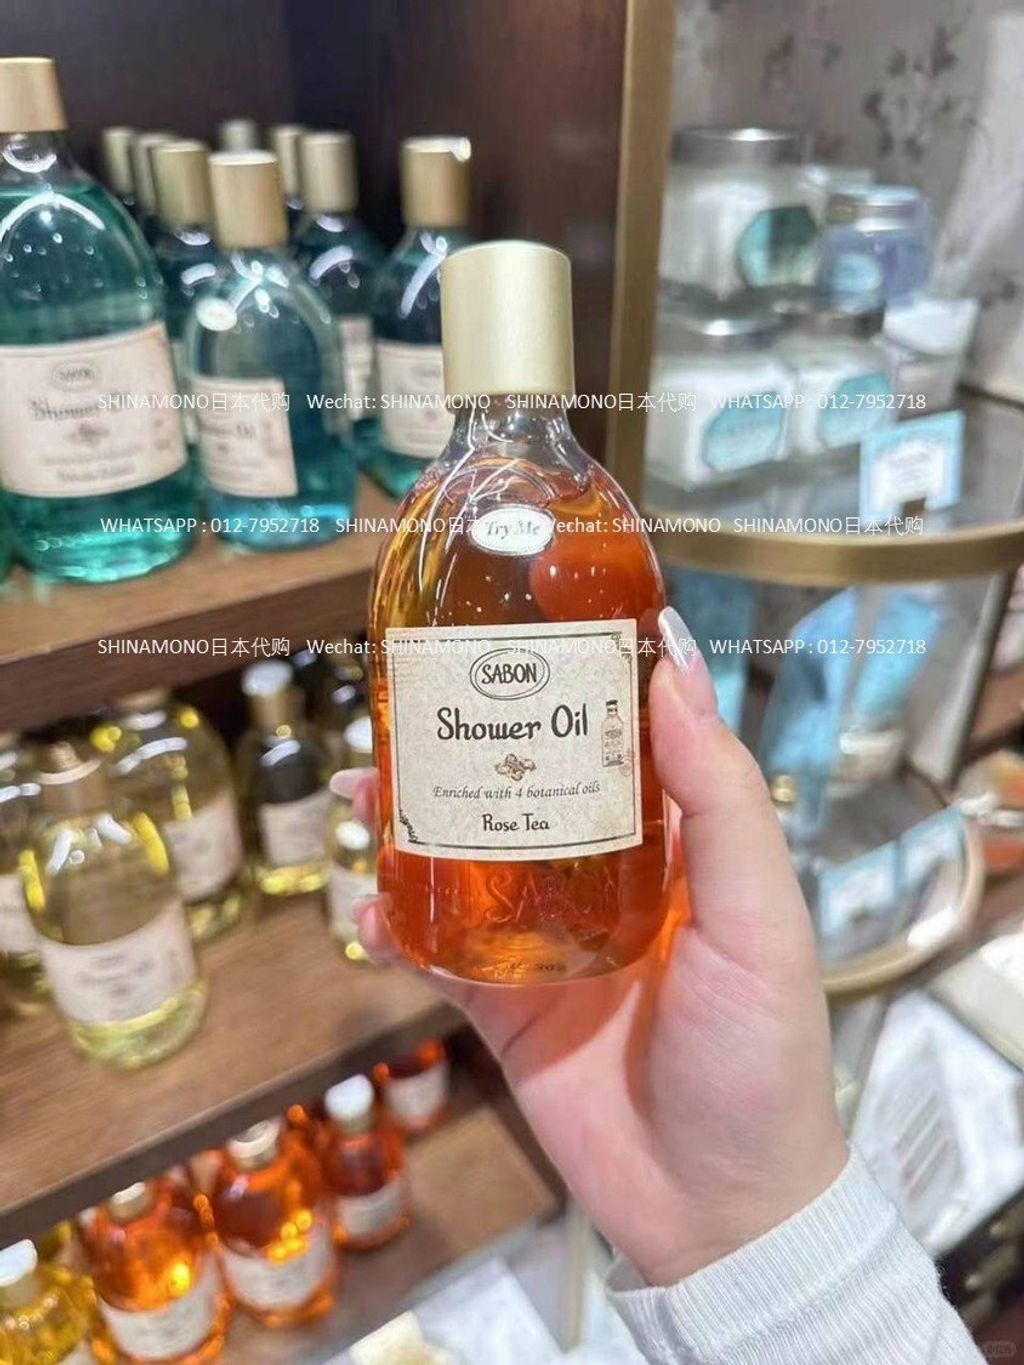 SHINAMONO日本代购 Wechat: SHINAMONO SHINAMONO日本代购 WHATSAPP : 012-7952718
WHATSAPP : 012-7952718 SHINAMONO日本 Wechat: SHINAMONO SHINAMONO日本代购
Try Me
SHINAMONO日本代购 Wechat: SHINAMONO SHINAMONO日本代购 WHATSAPP : 012-7952718
SABON
Shower Oil
Enriched with 4 botanical oils
Rose Tea
SABON
SABON
Shower
Oil
Shower Oil